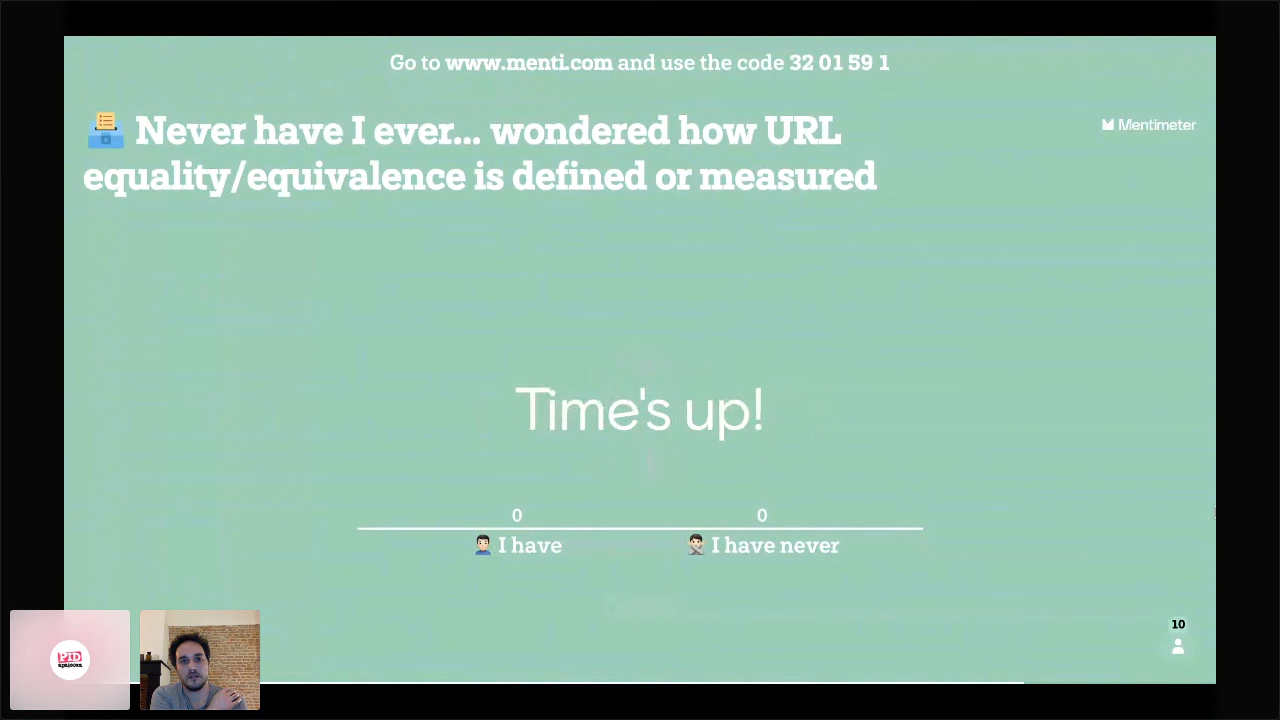 Go to www.menti.com and use the code 32 01 59 1
Never have I ever... wondered how URL
equality/equivalence is defined or measured
Mentimeter
Time's up!
0
0
I have
I have never
10
PID
apalooza